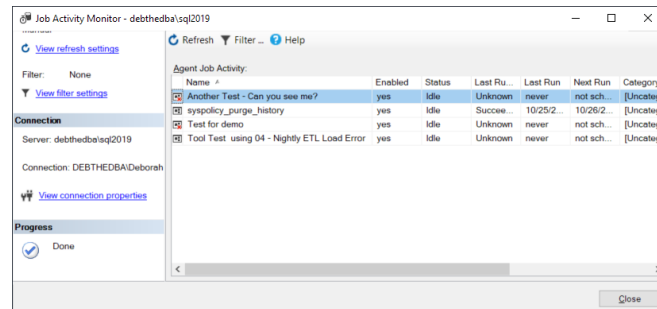 Job Activity Monitor - debthedba\sql2019
View refresh settings
Filter: None
View filter settings
Connection
Server: debthedba\sql2019
Connection: DEBTHEDBA\Deborah
View connection properties
Progress
Done
Refresh Filter ... Help
Agent Job Activity:
Name Enabled Status Last Ru... Last Run Next Run Category
Another Test - Can you see me? yes Idle Unknown never not sch... [Uncate
syspolicy_purge_history yes Idle Succee... 10/25/2... 10/26/2... [Uncate
Test for demo yes Idle Unknown never not sch... [Uncate
Tool Test using 04 - Nightly ETL Load Error yes Idle Unknown never not sch... [Uncate
Close